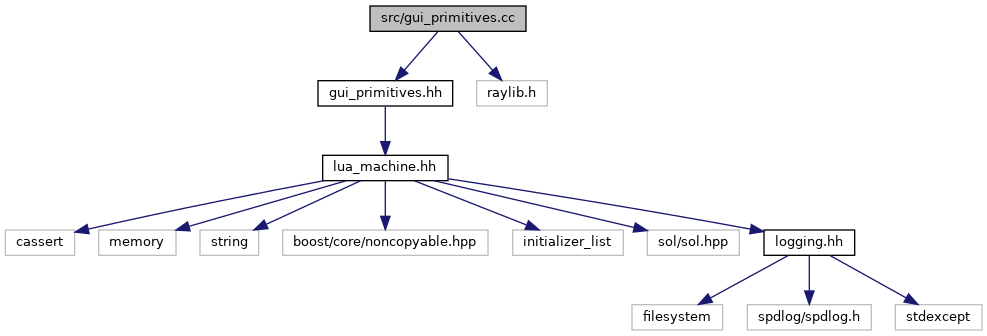 src/gui_primitives.cc
gui_primitives.hh
raylib.h
lua_machine.hh
cassert
memory
string
boost/core/noncopyable.hpp
initializer_list
sol/sol.hpp
logging.hh
filesystem
spdlog/spdlog.h
stdexcept